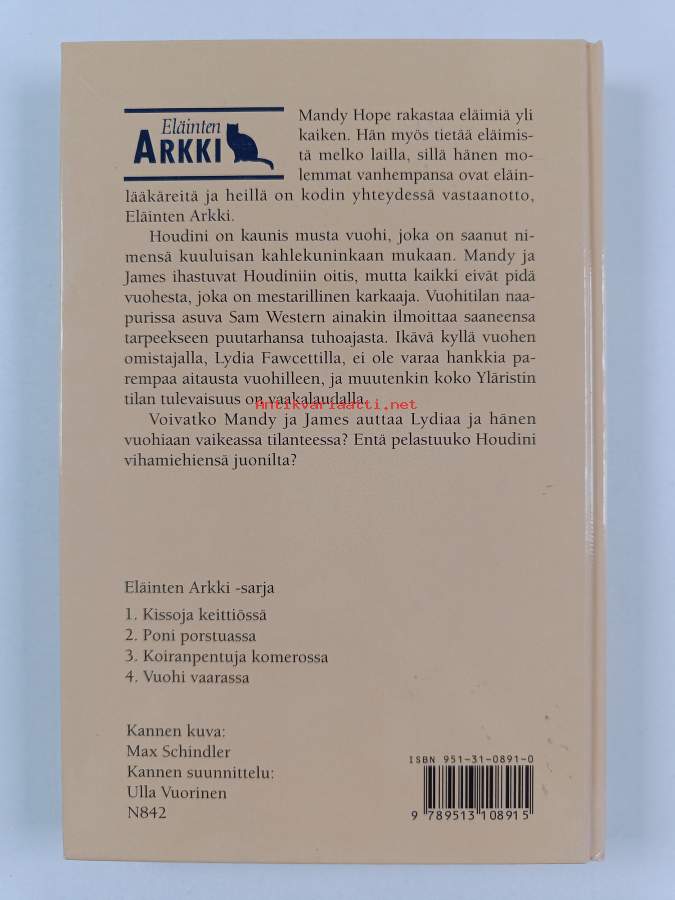 Eläinten
ARKKI
Mandy Hope rakastaa eläimiä yli
kaiken. Hän myös tietää eläimis-
tä melko lailla, sillä hänen mo-
lemmat vanhempansa ovat eläin-
lääkäreitä ja heillä on kodin yhteydessä vastaanotto,
Eläinten Arkki.
Houdini on kaunis musta vuohi, joka on saanut ni-
mensä kuuluisan kahlekuninkaan mukaan. Mandy ja
James ihastuvat Houdiniin oitis, mutta kaikki eivät pidä
vuohesta, joka on mestarillinen karkaaja. Vuohitilan naa-
purissa asuva Sam Western ainakin ilmoittaa saaneensa
tarpeekseen puutarhansa tuhoajasta. Ikävä kyllä vuohen
omistajalla, Lydia Fawcettilla, ei ole varaa hankkia pa-
rempaa aitausta vuohilleen, ja muutenkin koko Yläristin
tilan tulevaisuus on vaakalaudalla.
Antikvariaatti.net
Voivatko Mandy ja James auttaa Lydiaa ja hänen
vuohiaan vaikeassa tilanteessa? Entä pelastuuko Houdini
vihamiehiensä juonilta?
Eläinten Arkki -sarja
1. Kissoja keittiössä
2. Poni porstuassa
3. Koiranpentuja komerossa
4. Vuohi vaarassa
Kannen kuva:
Max Schindler
Kannen suunnittelu:
Ulla Vuorinen
N842
ISBN 951-31-0891-0
9 789513 108915